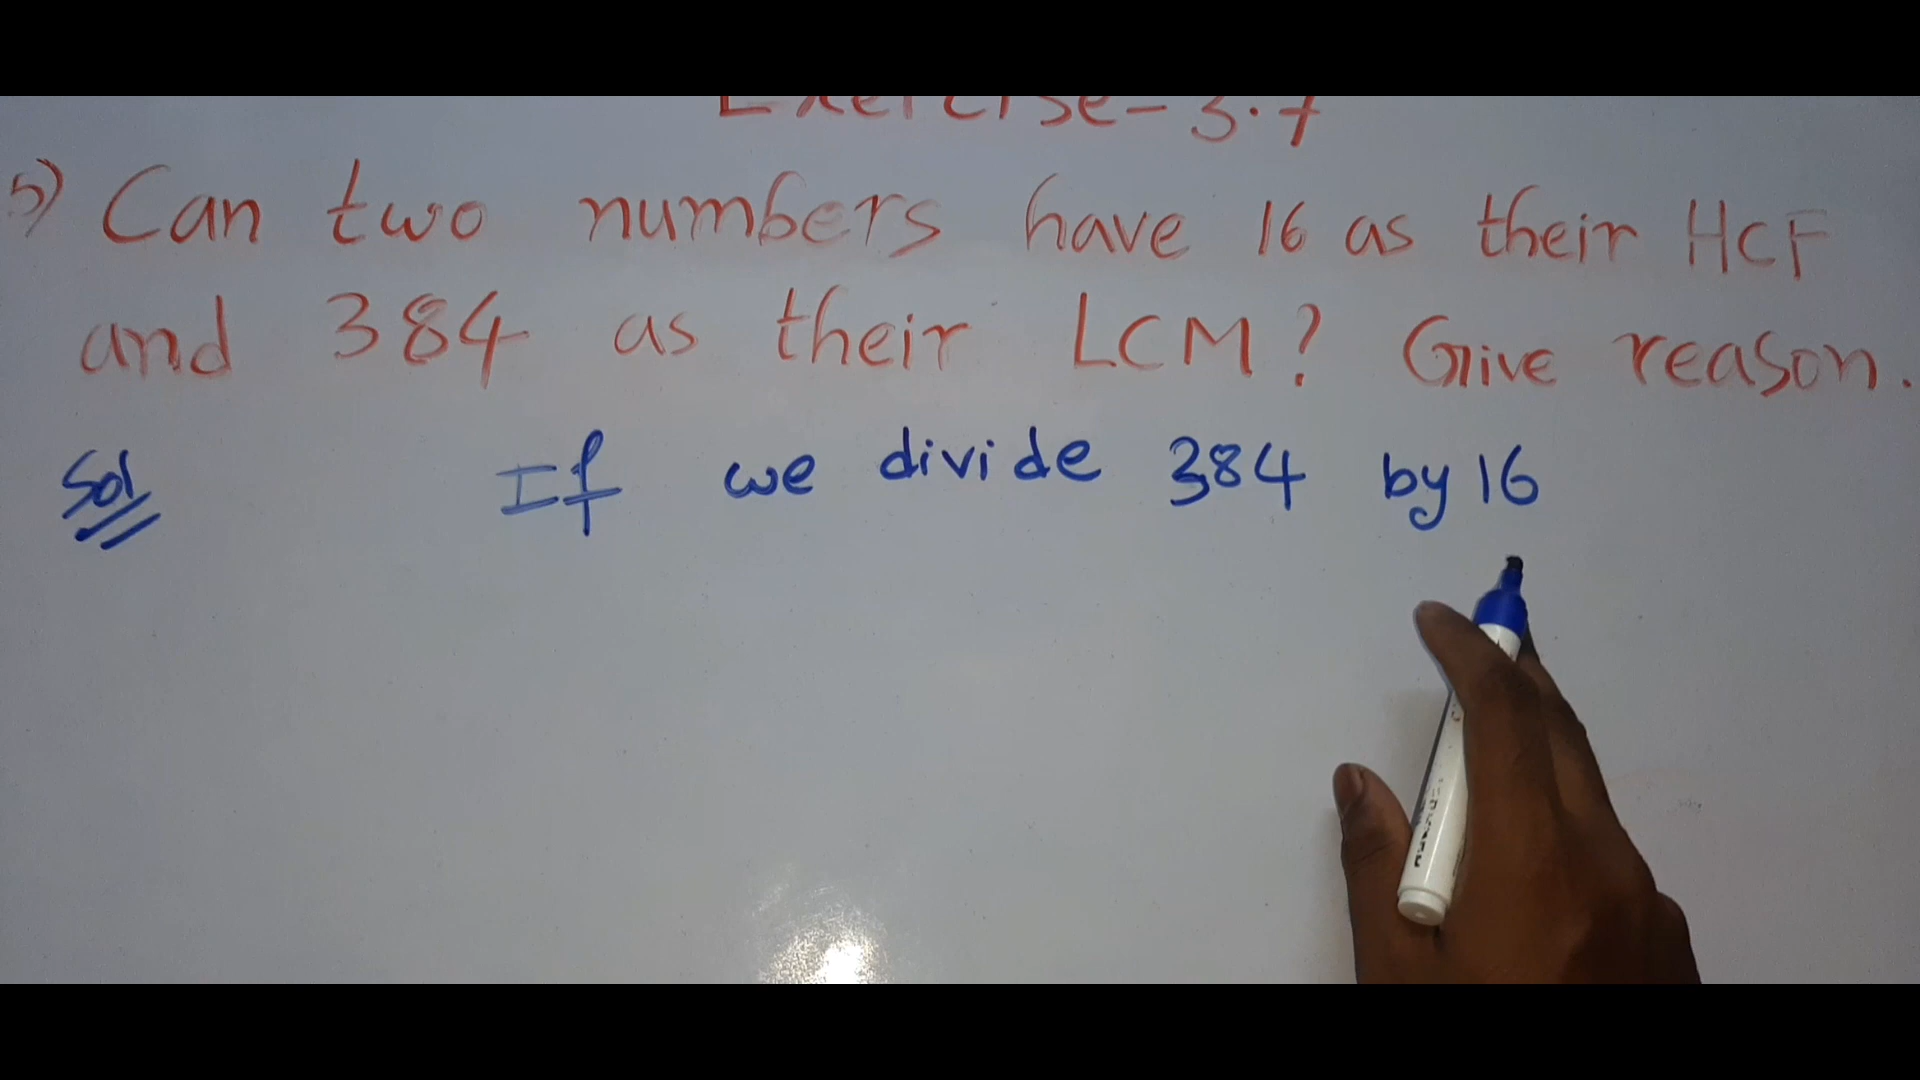 Exercise-3.7
5) Can two numbers have 16 as their HCF
and 384 as their LCM? Give reason.
Sol If we divide 384 by 16